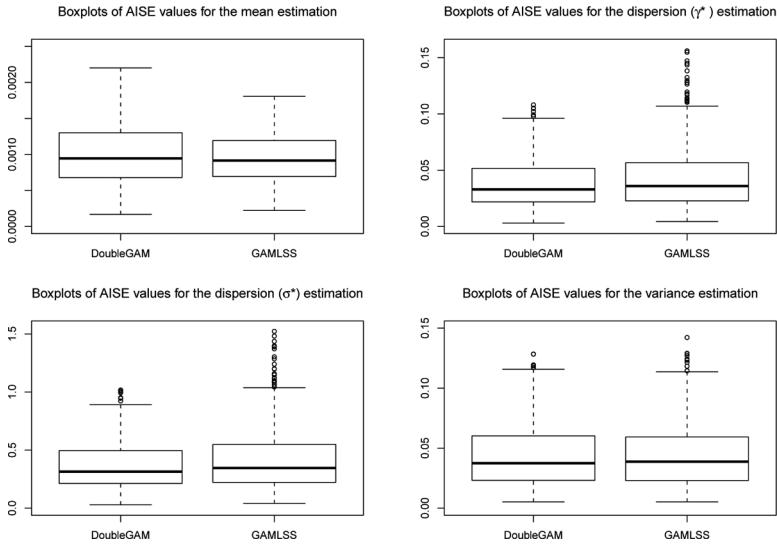 Boxplots of AISE values for the mean estimation
0.0020
0.0010
0.0000
DoubleGAM
GAMLSS
Boxplots of AISE values for the dispersion (γ* ) estimation
0.15
0.10
0.05
0.00
DoubleGAM
GAMLSS
Boxplots of AISE values for the dispersion (σ*) estimation
1.5
1.0
0.5
0.0
DoubleGAM
GAMLSS
Boxplots of AISE values for the variance estimation
0.15
0.10
0.05
0.00
DoubleGAM
GAMLSS